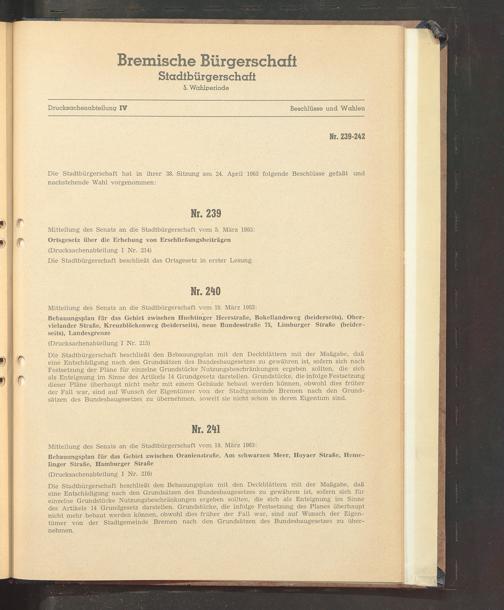 Bremische Bürgerschaft
Stadtbürgerschaft
5. Wahlperiode
Drucksachenabteilung IV
Beschlüsse und Wahlen
Nr. 239-242
Die Stadtbürgerschaft hat in ihrer 38. Sitzung am 24. April 1963 folgende Beschlüsse gefaßt und
nachstehende Wahl vorgenommen:
Nr. 239
Mitteilung des Senats an die Stadtbürgerschaft vom 5. März 1963:
Ortsgesetz über die Erhebung von Erschließungsbeiträgen
(Drucksachenabteilung I Nr. 214)
Die Stadtbürgerschaft beschließt das Ortsgesetz in erster Lesung.
Nr. 240
Mitteilung des Senats an die Stadtbürgerschaft vom 19. März 1963:
Bebauungsplan für das Gebiet zwischen Huchtinger Heerstraße, Bokellandsweg (beiderseits), Ober-
vielander Straße, Kreuzblöckenweg (beiderseits), neue Bundesstraße 75, Limburger Straße (beider-
seits), Landesgrenze
(Drucksachenabteilung I Nr. 215)
Die Stadtbürgerschaft beschließt den Bebauungsplan mit den Deckblättern mit der Maßgabe, daß
eine Entschädigung nach den Grundsätzen des Bundesbaugesetzes zu gewähren ist, sofern sich nach
Festsetzung der Pläne für einzelne Grundstücke Nutzungsbeschränkungen ergeben sollten, die sich
als Enteignung im Sinne des Artikels 14 Grundgesetz darstellen. Grundstücke, die infolge Festsetzung
dieser Pläne überhaupt nicht mehr mit einem Gebäude bebaut werden können, obwohl dies früher
der Fall war, sind auf Wunsch der Eigentümer von der Stadtgemeinde Bremen nach den Grund-
sätzen des Bundesbaugesetzes zu übernehmen, soweit sie nicht schon in deren Eigentum sind.
Nr. 241
Mitteilung des Senats an die Stadtbürgerschaft vom 19. März 1963:
Bebauungsplan für das Gebiet zwischen Oranienstraße, Am schwarzen Meer, Hoyaer Straße, Heme-
linger Straße, Hamburger Straße
(Drucksachenabteilung I Nr. 216)
Die Stadtbürgerschaft beschließt den Bebauungsplan mit den Deckblättern mit der Maßgabe, daß
eine Entschädigung nach den Grundsätzen des Bundesbaugesetzes zu gewähren ist, sofern sich für
einzelne Grundstücke Nutzungsbeschränkungen ergeben sollten, die sich als Enteignung im Sinne
des Artikels 14 Grundgesetz darstellen. Grundstücke, die infolge Festsetzung des Planes überhaupt
nicht mehr bebaut werden können, obwohl dies früher der Fall war, sind auf Wunsch der Eigen-
tümer von der Stadtgemeinde Bremen nach den Grundsätzen des Bundesbaugesetzes zu über-
nehmen.